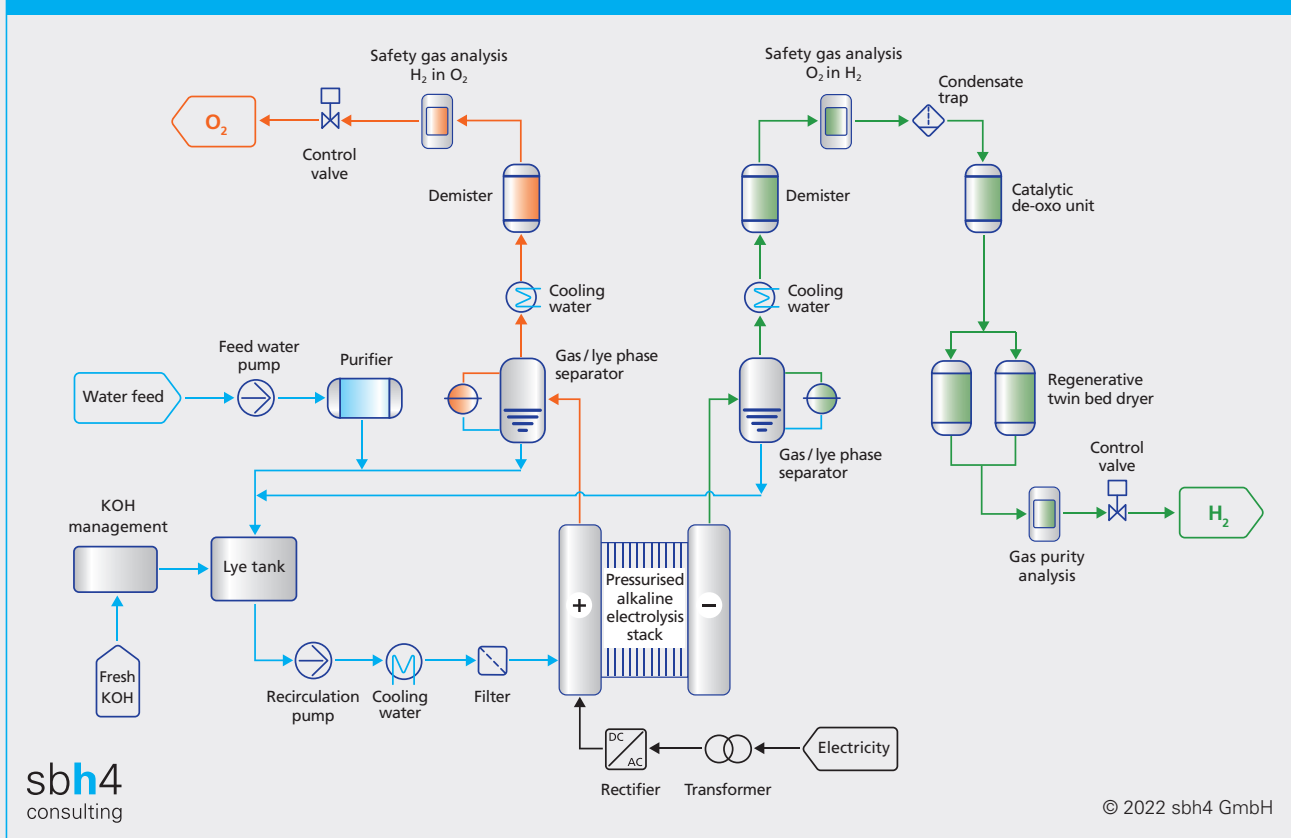 Safety gas analysis
H₂ in O₂
Safety gas analysis
O₂ in H₂
Condensate
trap
O₂
Control
valve
Demister
Demister
Catalytic
de-oxo unit
Cooling
water
Cooling
water
Feed water
pump
Purifier
Gas / lye phase
separator
Water feed
Regenerative
twin bed dryer
Gas / lye phase
separator
Control
valve
KOH
management
H₂
Lye tank
Gas purity
analysis
+
Pressurised
alkaline
electrolysis
stack
−
Fresh
KOH
Recirculation
pump
Cooling
water
Filter
DC
AC
Electricity
Rectifier
Transformer
sbh4
consulting
© 2022 sbh4 GmbH